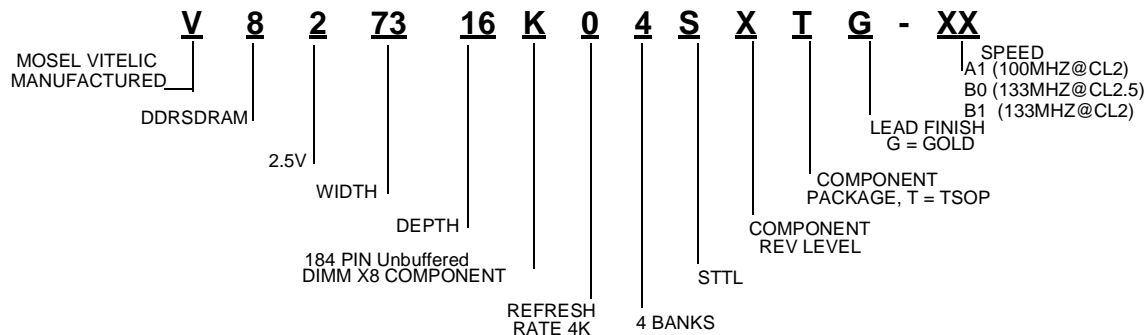 V 8 2 73 16 K 0 4 S X T G - XX
MOSEL VITELIC
MANUFACTURED
SPEED
A1 (100MHZ@CL2)
B0 (133MHZ@CL2.5)
B1 (133MHZ@CL2)
DDRSDRAM
LEAD FINISH
G = GOLD
2.5V
WIDTH
COMPONENT
PACKAGE, T = TSOP
DEPTH
COMPONENT
REV LEVEL
184 PIN Unbuffered
DIMM X8 COMPONENT
STTL
REFRESH
RATE 4K
4 BANKS